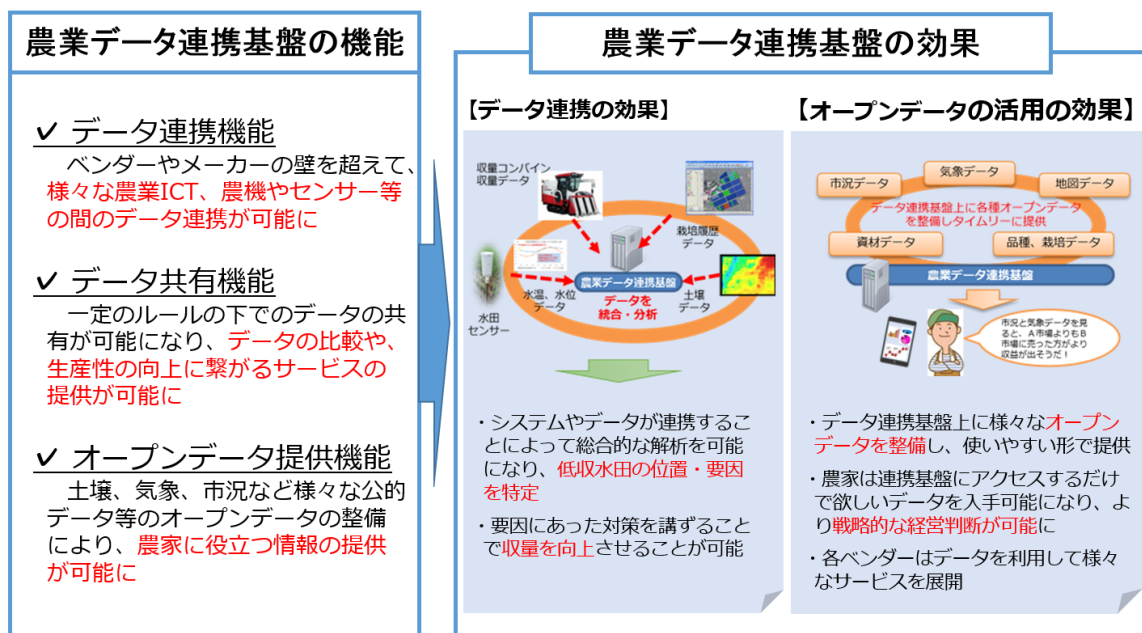 農業データ連携基盤の機能
✓ データ連携機能
ベンダーやメーカーの壁を超えて、
様々な農業ICT、農機やセンサー等
の間のデータ連携が可能に
✓ データ共有機能
一定のルールの下でのデータの共
有が可能になり、データの比較や、
生産性の向上に繋がるサービスの
提供が可能に
✓ オープンデータ提供機能
土壌、気象、市況など様々な公的
データ等のオープンデータの整備
により、農家に役立つ情報の提供
が可能に
農業データ連携基盤の効果
【データ連携の効果】
収量コンバイン
収量データ
栽培履歴
データ
農業データ連携基盤
水温、水位
データ
データを
統合・分析
土壌
データ
水田
センサー
・システムやデータが連携するこ
とによって総合的な解析を可能
になり、低収水田の位置・要因
を特定
・要因にあった対策を講ずること
で収量を向上させることが可能
【オープンデータの活用の効果】
気象データ
市況データ
地図データ
データ連携基盤上に各種オープンデータ
を整備しタイムリーに提供
資材データ
品種、栽培データ
農業データ連携基盤
市況と気象データを見
ると、A市場よりもB
市場に売った方がより
収益が出そうだ！
・データ連携基盤上に様々なオープン
データを整備し、使いやすい形で提供
・農家は連携基盤にアクセスするだけ
で欲しいデータを入手可能になり、よ
り戦略的な経営判断が可能に
・各ベンダーはデータを利用して様々
なサービスを展開